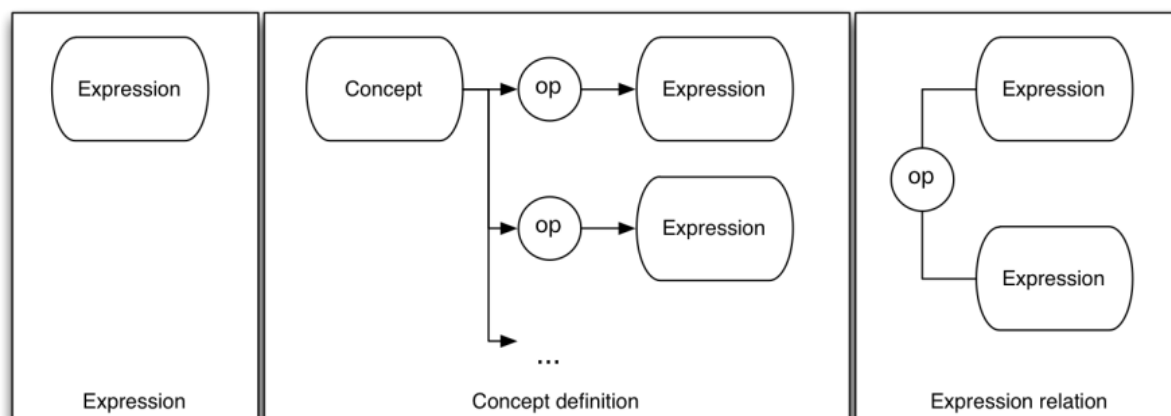 Expression
Expression
Concept
op
Expression
op
Expression
...
Concept definition
Expression
op
Expression
Expression relation